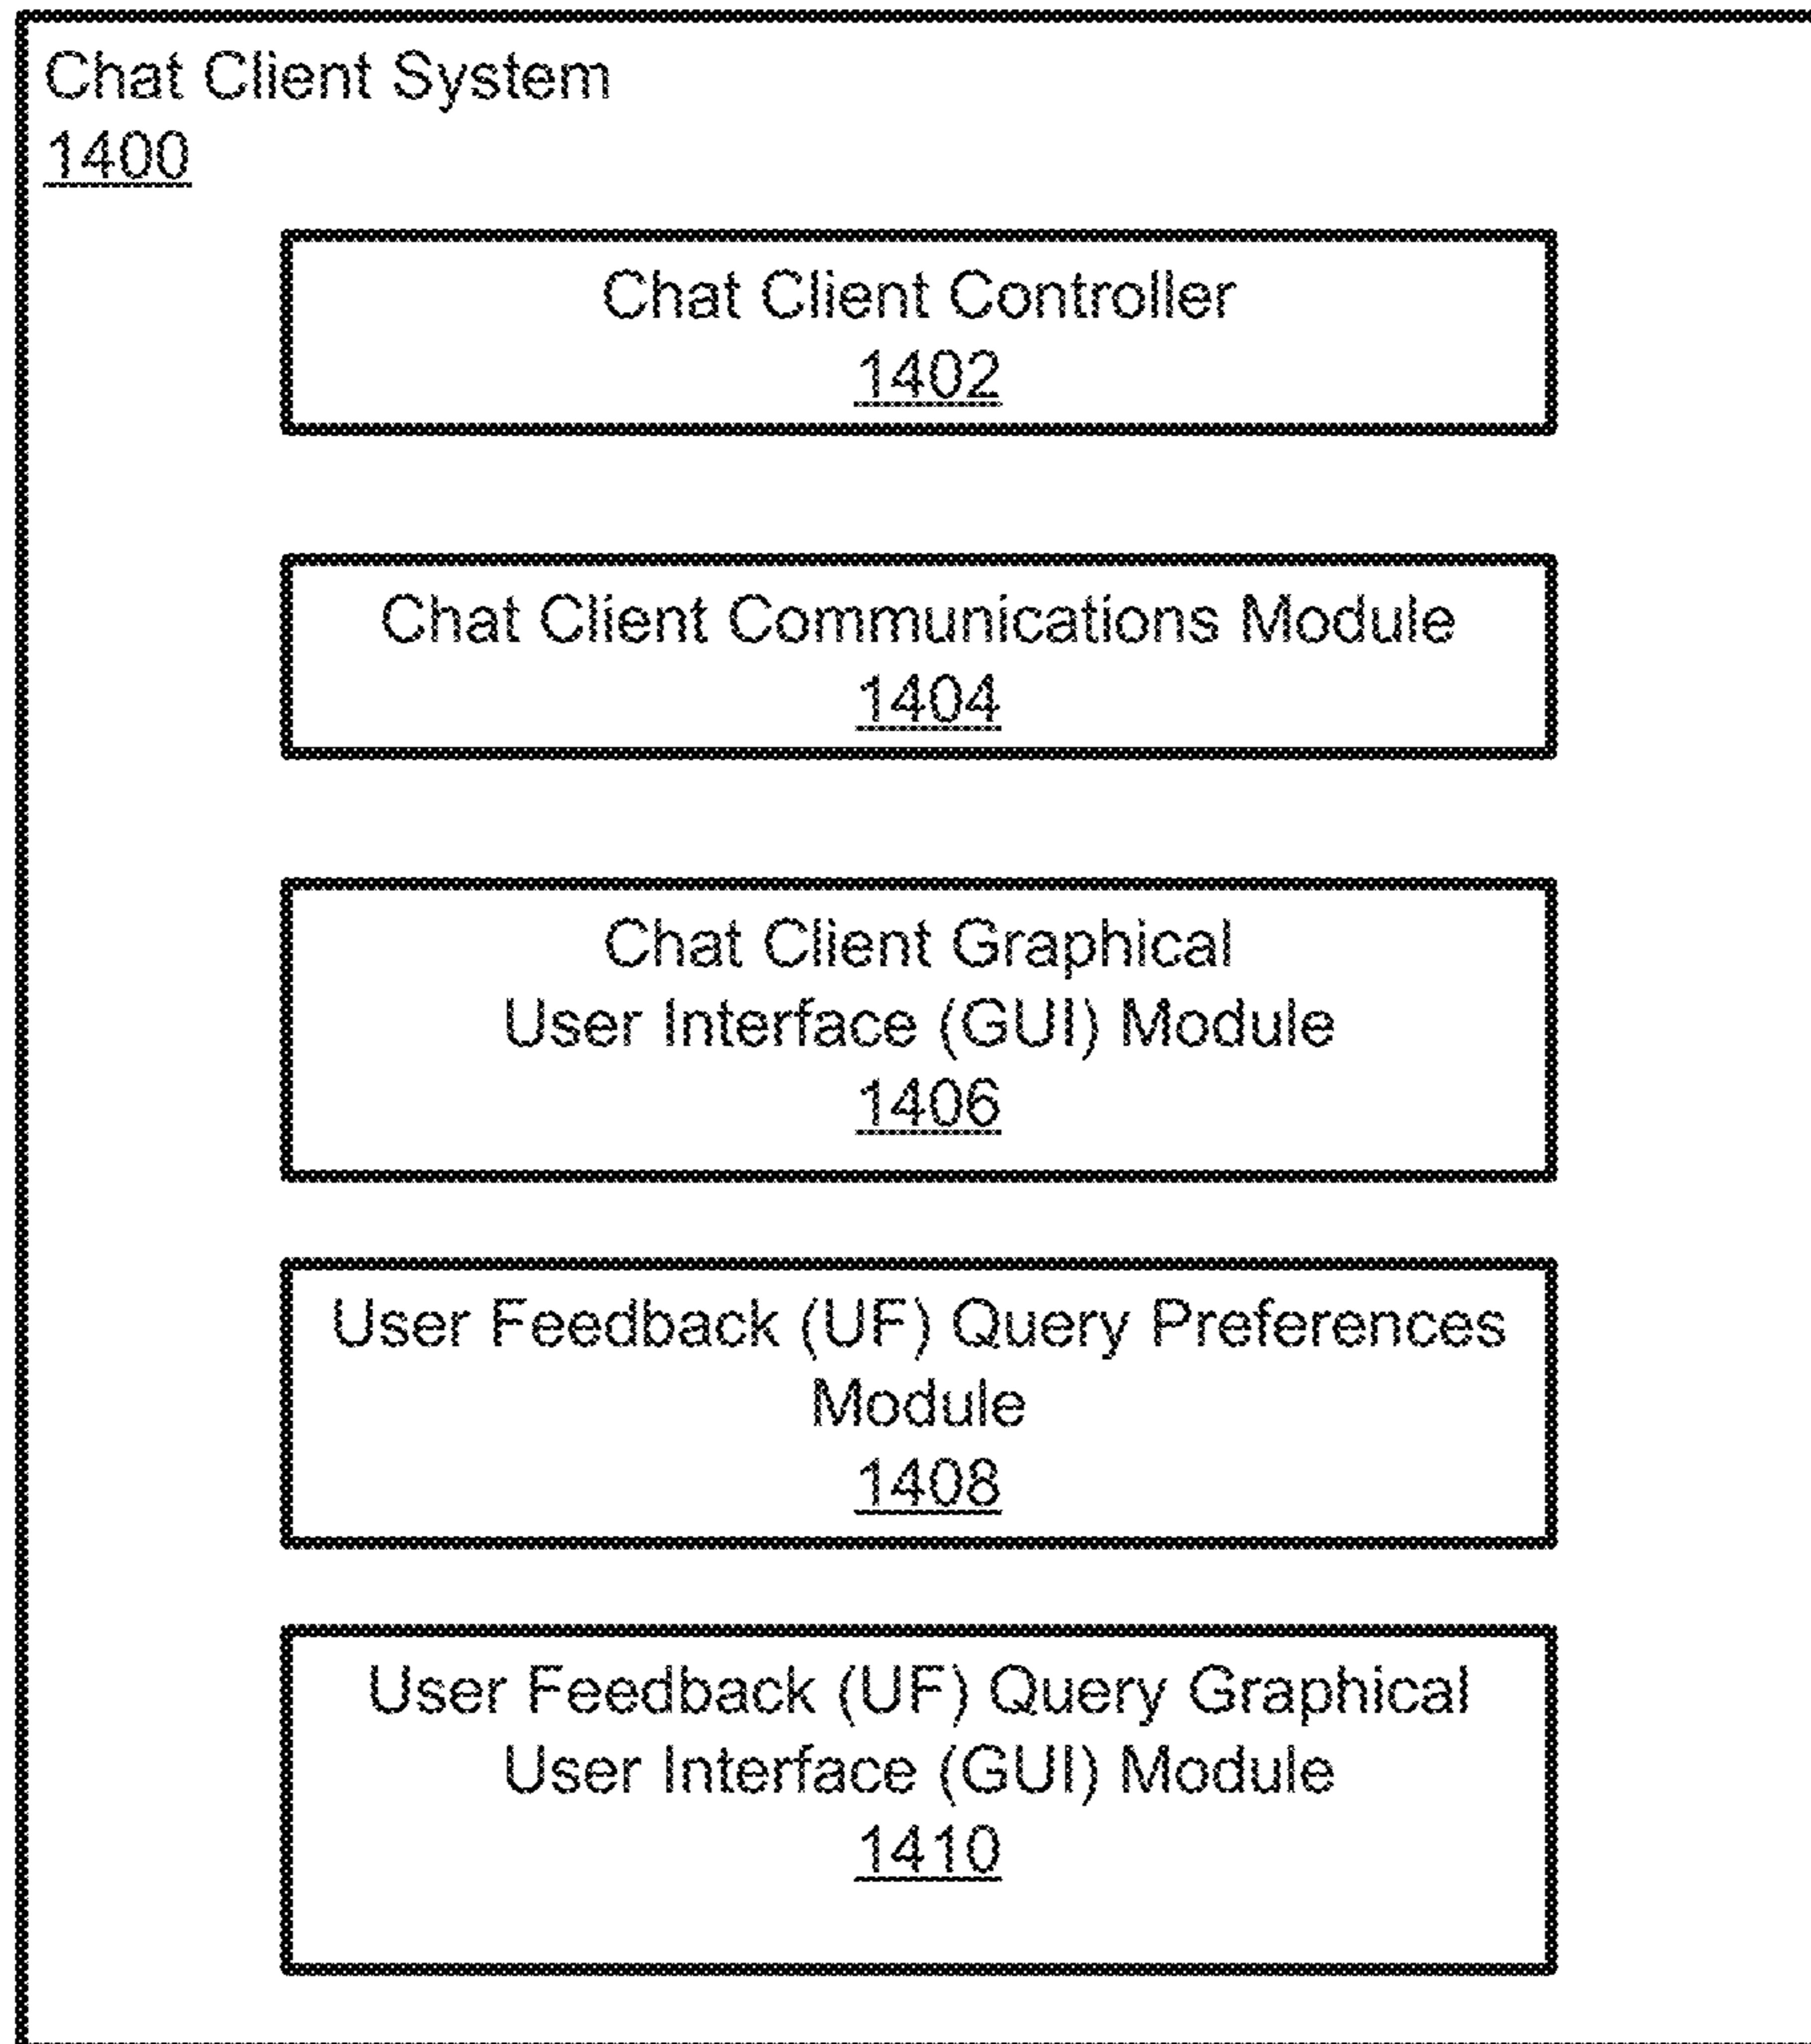 Chat Client System
1400
Chat Client Controller
1402
Chat Client Communications Module
1404
Chat Client Graphical
User Interface (GUI) Module
1406
User Feedback (UF) Query Preferences
Module
1408
User Feedback (UF) Query Graphical
User Interface (GUI) Module
1410